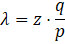 λ = z · q/p